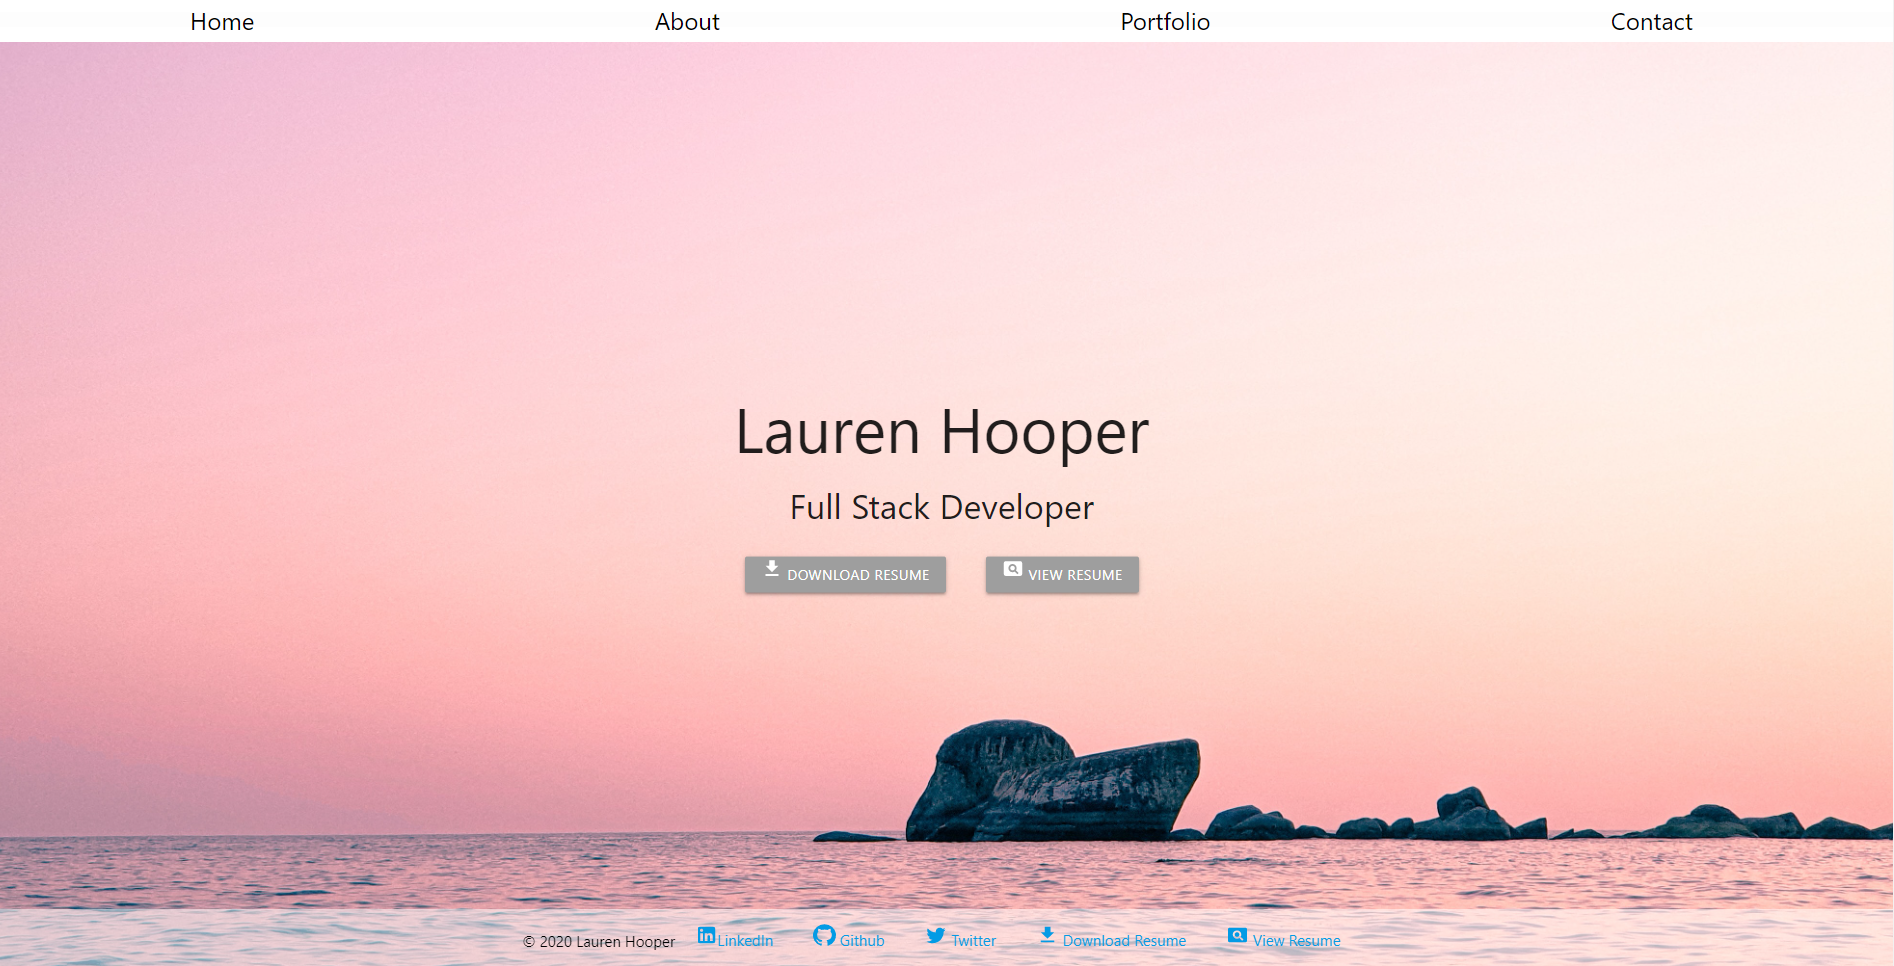 Home About Portfolio Contact
Lauren Hooper
Full Stack Developer
DOWNLOAD RESUME VIEW RESUME
© 2020 Lauren Hooper LinkedIn Github Twitter Download Resume View Resume